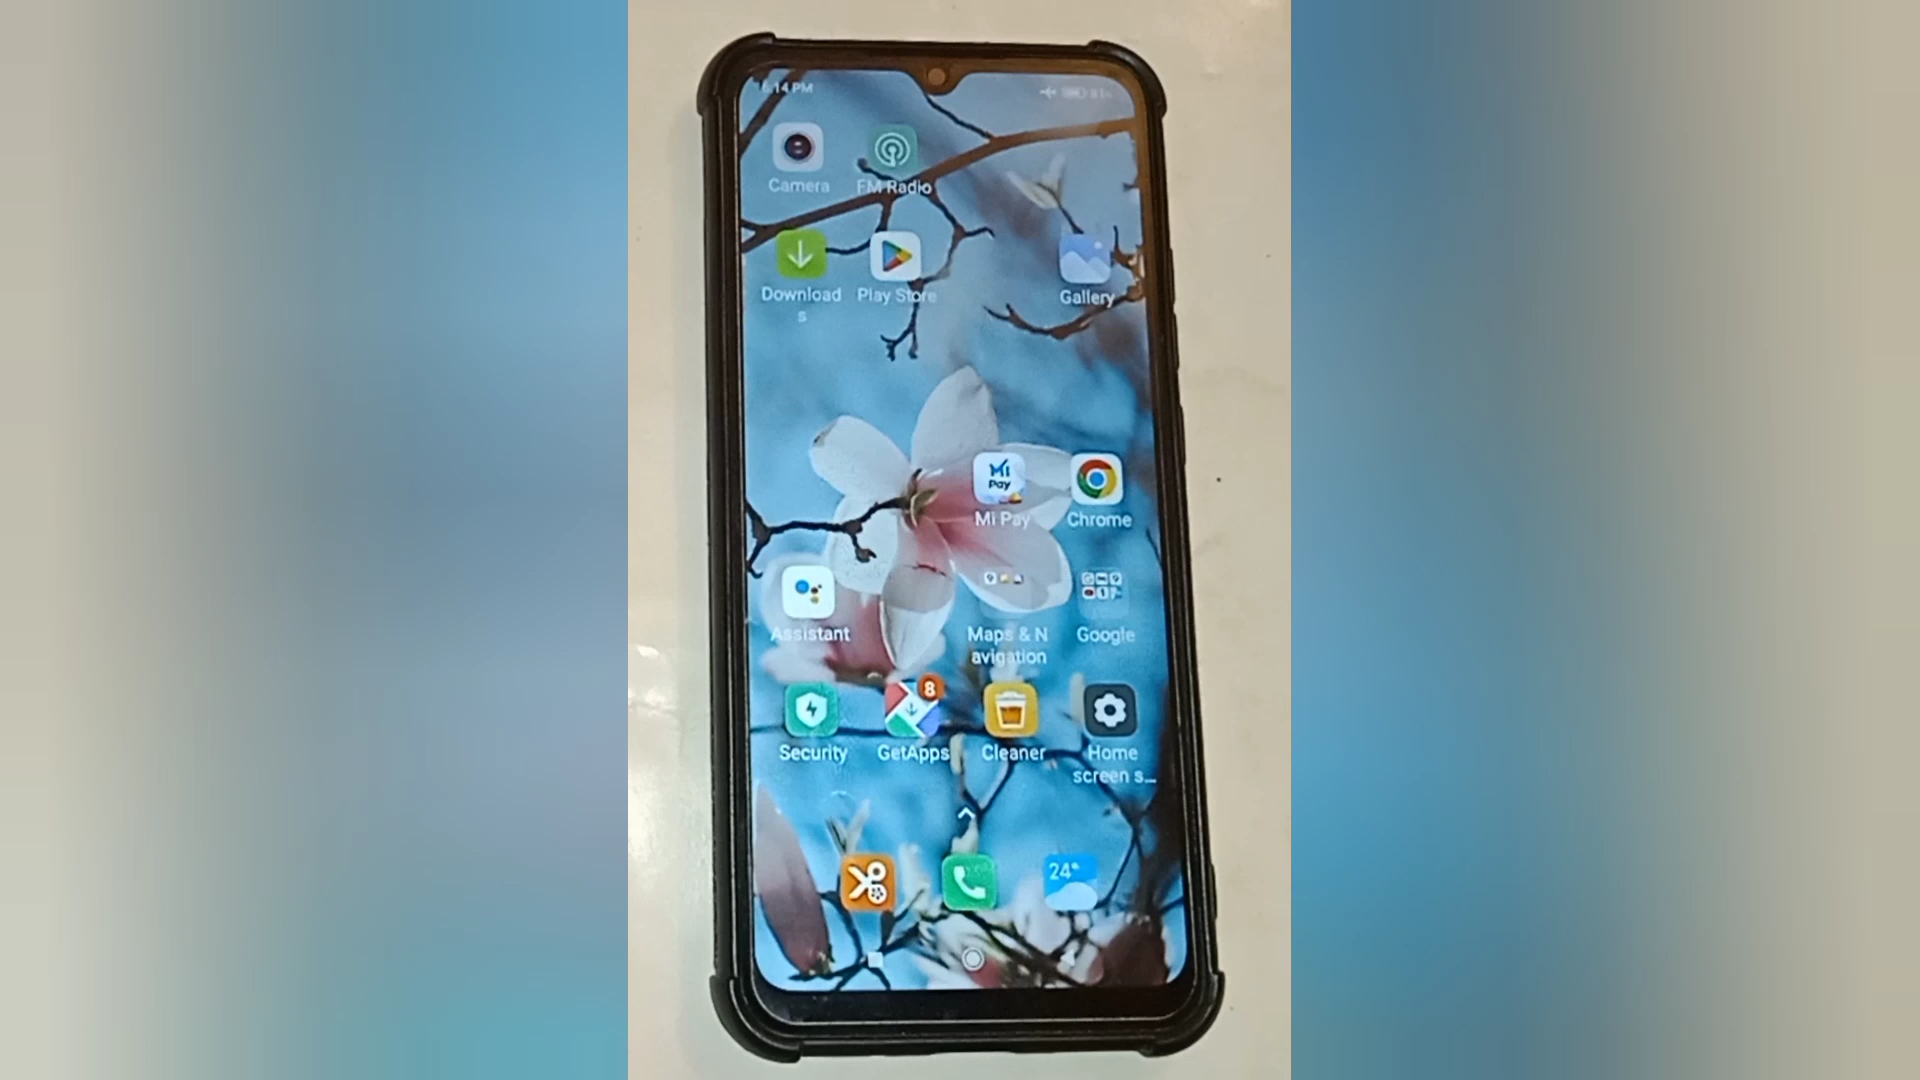 6:14 PM
Camera
FM Radio
Download
s
Play Store
Gallery
Mi
Pay
Mi Pay
Chrome
Assistant
Maps & N
avigation
Google
8
Security
GetApps
Cleaner
Home
screen s...
24°